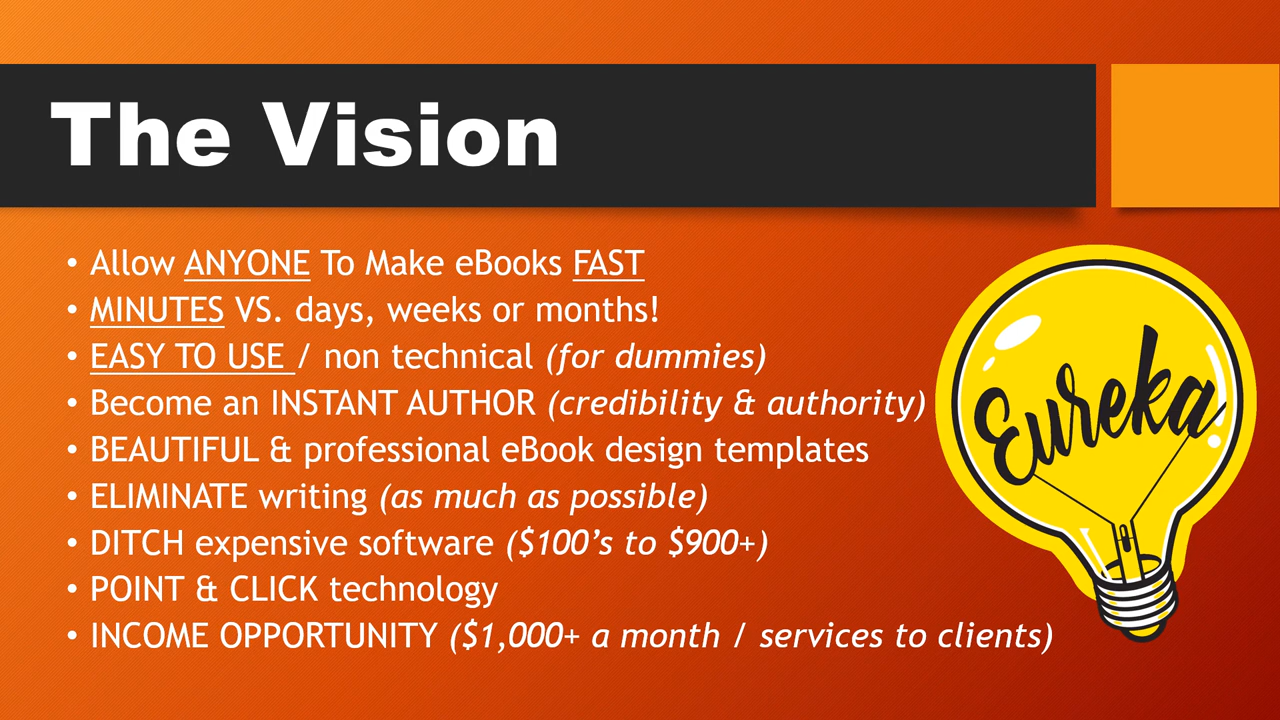 The Vision
• Allow ANYONE To Make eBooks FAST
• MINUTES VS. days, weeks or months!
• EASY TO USE / non technical (for dummies)
• Become an INSTANT AUTHOR (credibility & authority)
• BEAUTIFUL & professional eBook design templates
• ELIMINATE writing (as much as possible)
• DITCH expensive software ($100’s to $900+)
• POINT & CLICK technology
• INCOME OPPORTUNITY ($1,000+ a month / services to clients)
Eureka